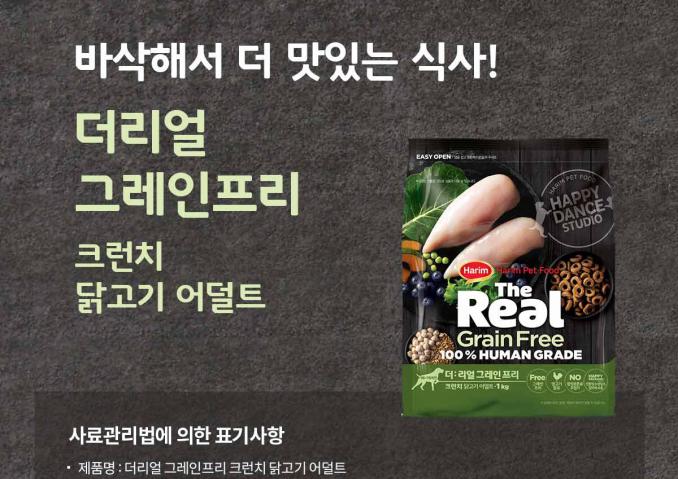 바삭해서 더 맛있는 식사!
더리얼
그레인프리
크런치
닭고기 어덜트
EASY OPEN
HARIM PET FOOD
HAPPY
DANCE
STUDIO
Harim Harim Pet Food
The
Real
Grain Free
100% HUMAN GRADE
더:리얼 그레인프리
크런치 닭고기 어덜트 · 1kg
Free
NO
사료관리법에 의한 표기사항
• 제품명 : 더리얼 그레인프리 크런치 닭고기 어덜트